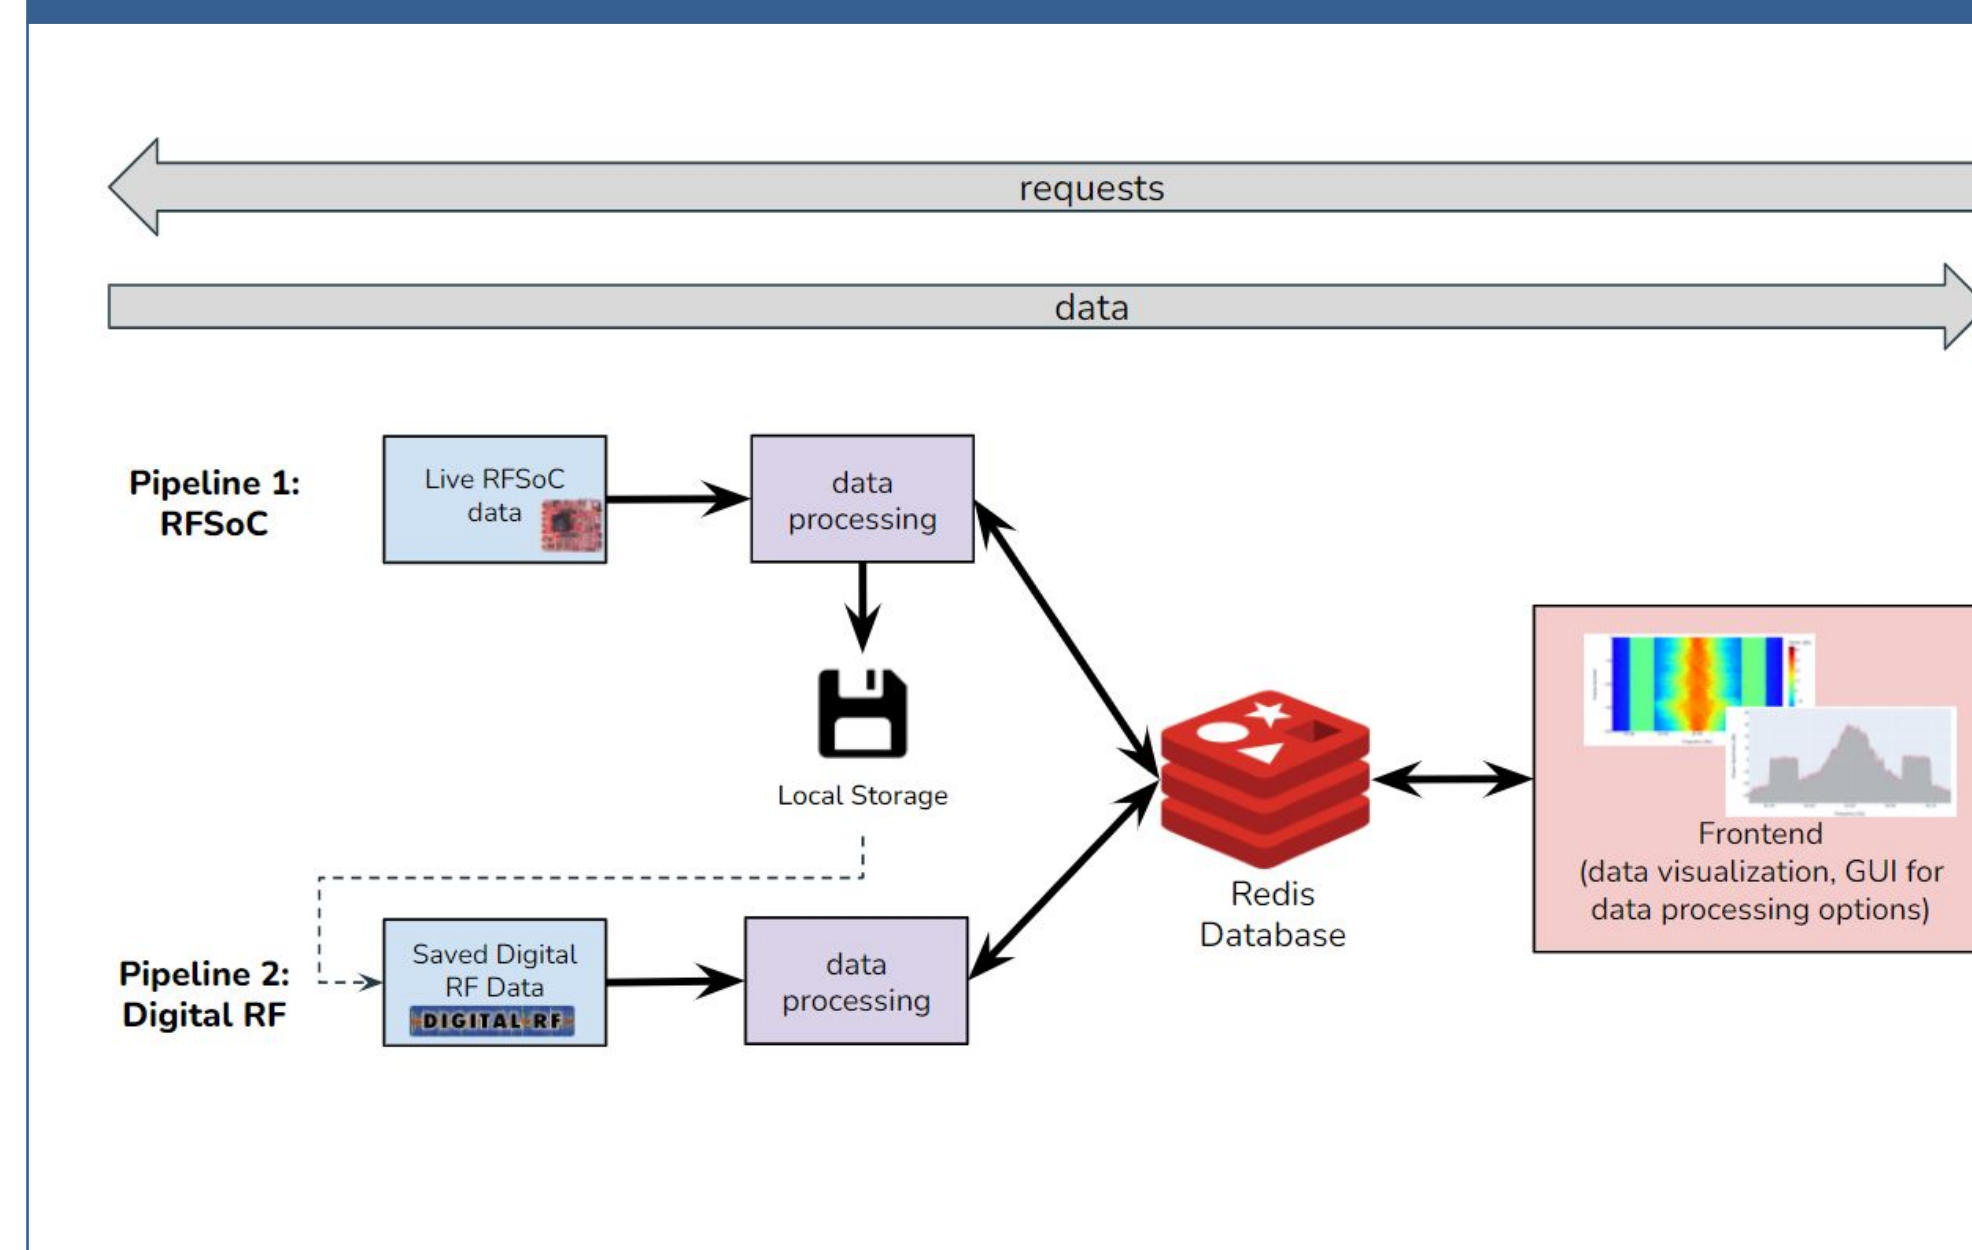 requests
data
Pipeline 1:
RFSoC
Live RFSoC
data
data
processing
Local Storage
Redis
Database
Frontend
(data visualization, GUI for
data processing options)
Pipeline 2:
Digital RF
Saved Digital
RF Data
DIGITAL RF
data
processing